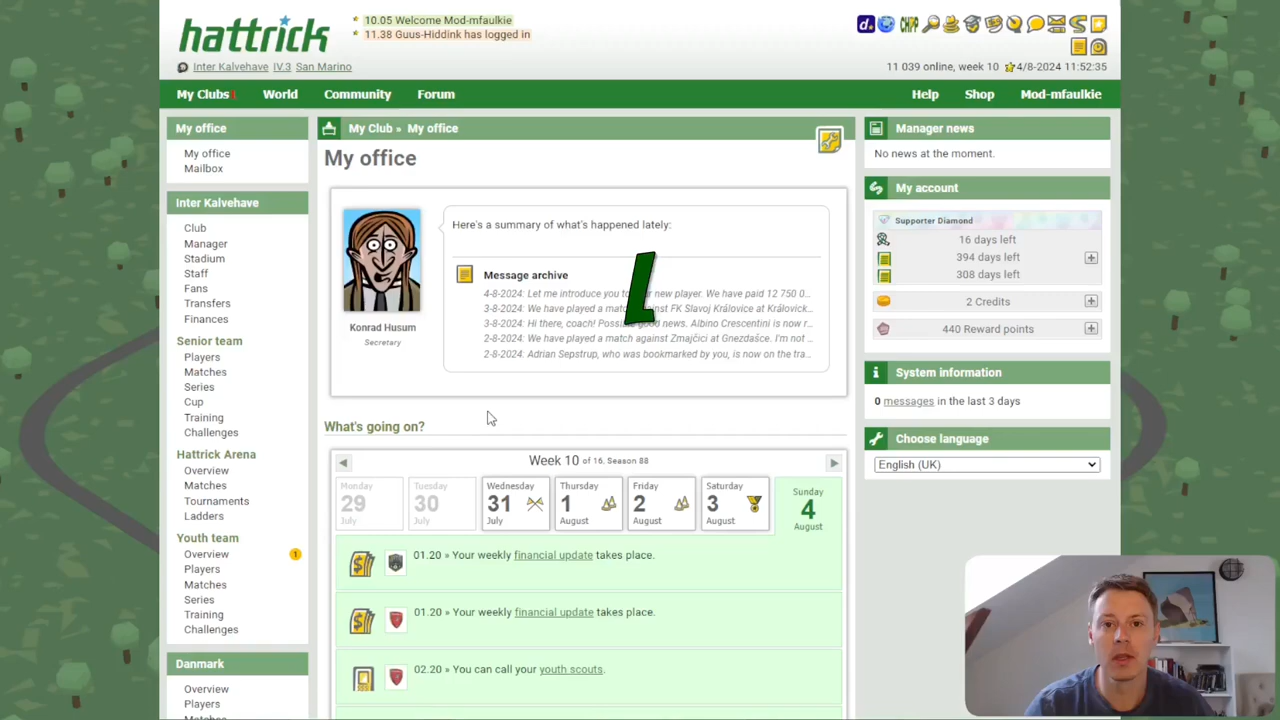 hattrick
10.05 Welcome Mod-mfaulkie
11.38 Guus-Hiddink has logged in
d.
CHPP
Inter Kalvehave IV.3 San Marino
11 039 online, week 10 4/8-2024 11:52:35
My Clubs
World
Community
Forum
Help
Shop
Mod-mfaulkie
My office
My office
Mailbox
Inter Kalvehave
Club
Manager
Stadium
Staff
Fans
Transfers
Finances
Senior team
Players
Matches
Series
Cup
Training
Challenges
Hattrick Arena
Overview
Matches
Tournaments
Ladders
Youth team
Overview 1
Players
Matches
Series
Training
Challenges
Danmark
Overview
Players
My Club » My office
My office
Konrad Husum
Secretary
Here's a summary of what's happened lately:
Message archive
4-8-2024: Let me introduce you to new player. We have paid 12 750 0...
3-8-2024: We have played a match against FK Slavoj Královice at Královick...
3-8-2024: Hi there, coach! Possible good news. Albino Crescentini is now r...
2-8-2024: We have played a match against Zmajčići at Gnezdašce. I'm not ...
2-8-2024: Adrian Sepstrup, who was bookmarked by you, is now on the tra...
L
What's going on?
Week 10 of 16, Season 88
Monday 29 July
Tuesday 30 July
Wednesday 31 July
Thursday 1 August
Friday 2 August
Saturday 3 August
Sunday 4 August
01.20 » Your weekly financial update takes place.
01.20 » Your weekly financial update takes place.
02.20 » You can call your youth scouts.
Manager news
No news at the moment.
My account
Supporter Diamond
16 days left
394 days left
308 days left
2 Credits
440 Reward points
System information
0 messages in the last 3 days
Choose language
English (UK)